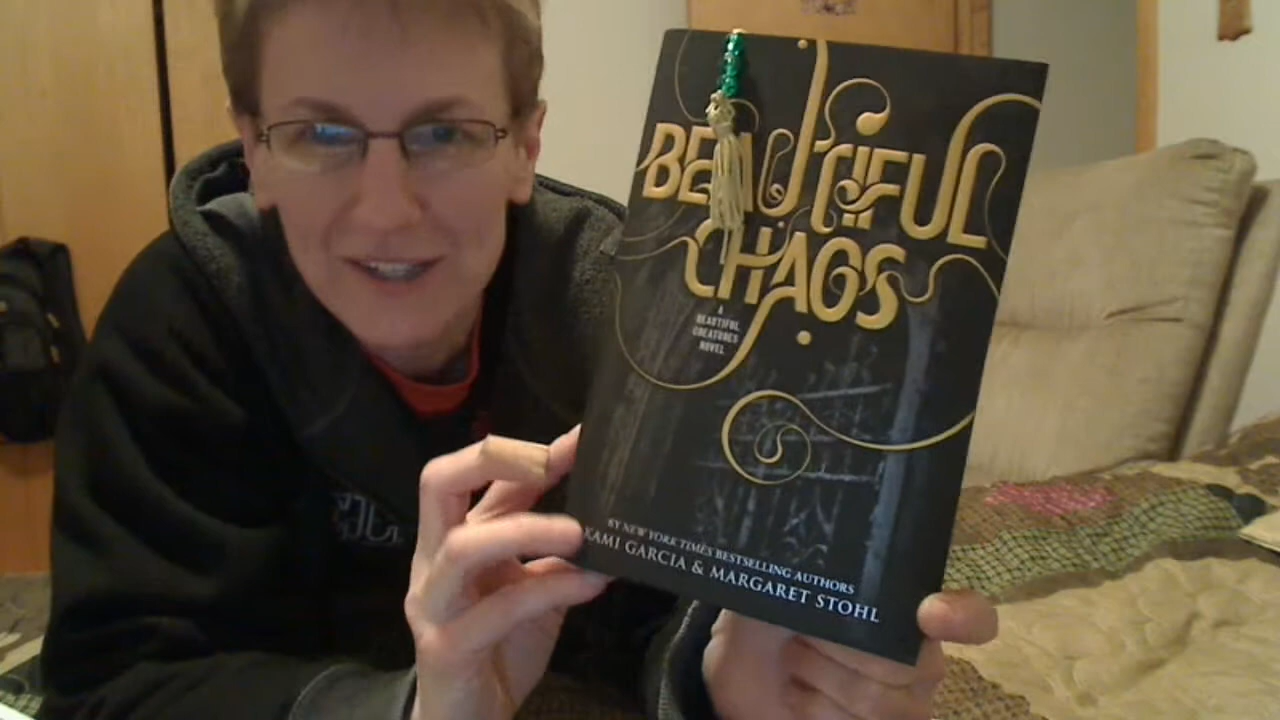 BEAUTIFUL
CHAOS
A
BEAUTIFUL
CREATURES
NOVEL
BY NEW YORK TIMES BESTSELLING AUTHORS
KAMI GARCIA & MARGARET STOHL